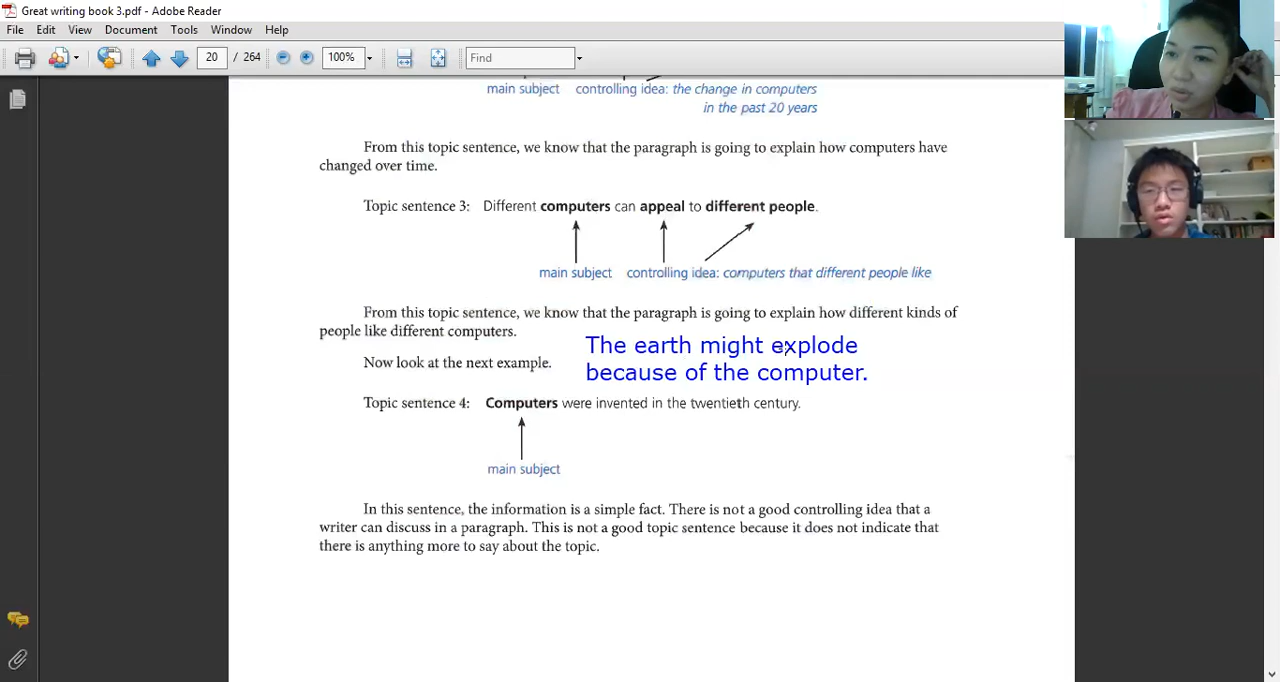 Great writing book 3.pdf - Adobe Reader
File Edit View Document Tools Window Help
20 / 264 100% Find
main subject controlling idea: the change in computers
in the past 20 years
From this topic sentence, we know that the paragraph is going to explain how computers have
changed over time.
Topic sentence 3: Different computers can appeal to different people.
main subject controlling idea: computers that different people like
From this topic sentence, we know that the paragraph is going to explain how different kinds of
people like different computers.
The earth might explode
because of the computer.
Now look at the next example.
Topic sentence 4: Computers were invented in the twentieth century.
main subject
In this sentence, the information is a simple fact. There is not a good controlling idea that a
writer can discuss in a paragraph. This is not a good topic sentence because it does not indicate that
there is anything more to say about the topic.